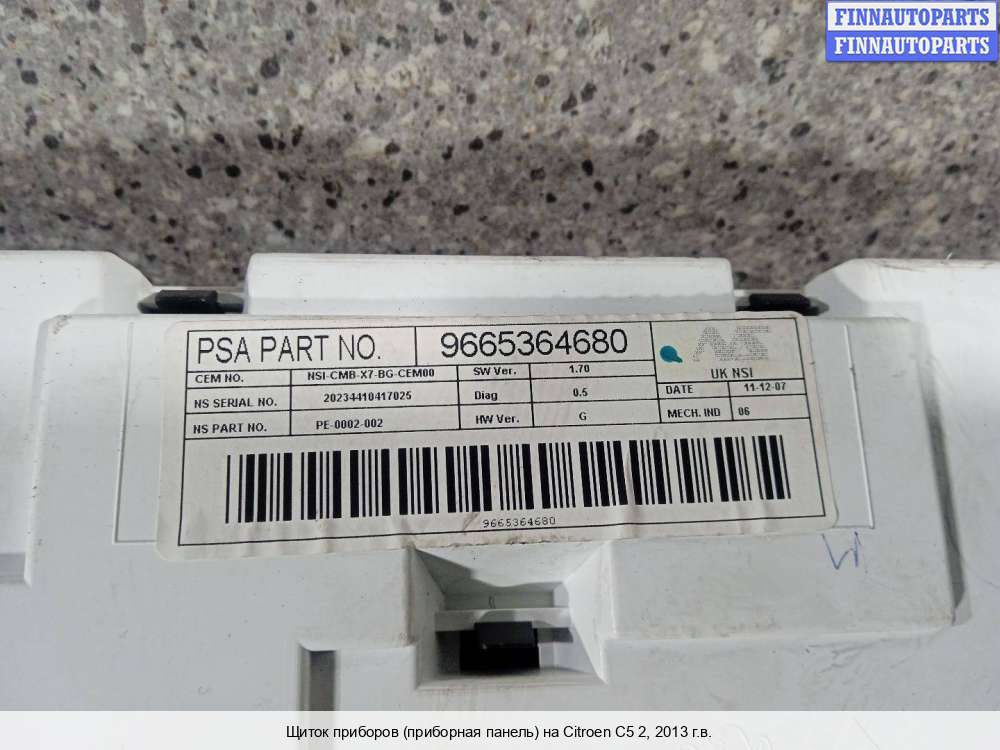 FINNAUTOPARTS
FINNAUTOPARTS
PSA PART NO. 9665364680
CEM NO. NSI-CMB-X7-BG-CEM00 SW Ver. 1.70 UK NSI
NS SERIAL NO. 20234410417025 Diag 0.5 DATE 11-12-07
NS PART NO. PE-0002-002 HW Ver. G MECH. IND 06
9665364680
Щиток приборов (приборная панель) на Citroen C5 2, 2013 г.в.